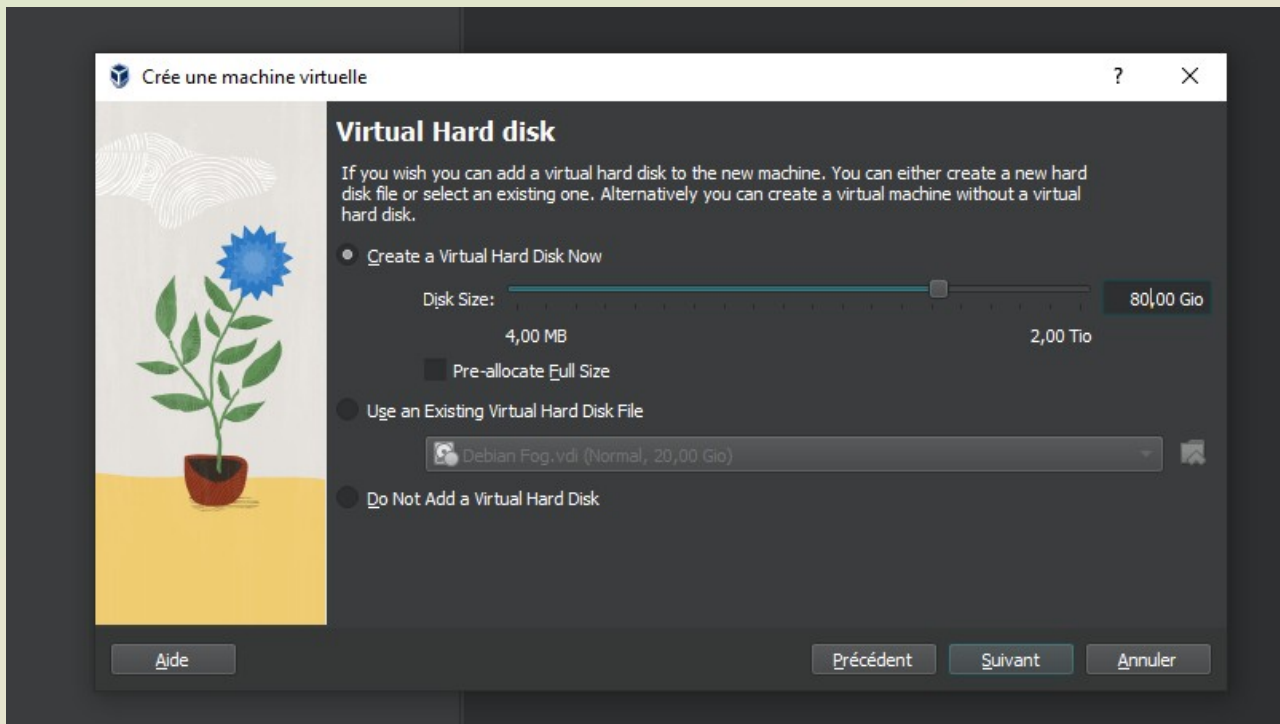 Crée une machine virtuelle
?
Virtual Hard disk
If you wish you can add a virtual hard disk to the new machine. You can either create a new hard
disk file or select an existing one. Alternatively you can create a virtual machine without a virtual
hard disk.
Create a Virtual Hard Disk Now
Disk Size:
80,00 Gio
4,00 MB
2,00 Tio
Pre-allocate Full Size
Use an Existing Virtual Hard Disk File
Debian Fog.vdi (Normal, 20,00 Gio)
Do Not Add a Virtual Hard Disk
Aide
Précédent
Suivant
Annuler